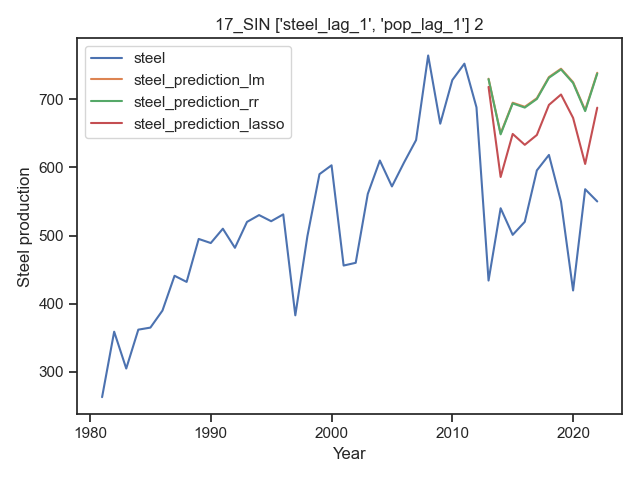 17_SIN ['steel_lag_1', 'pop_lag_1'] 2
steel
steel_prediction_lm
steel_prediction_rr
steel_prediction_lasso
Steel production
700
600
500
400
300
1980
1990
2000
2010
2020
Year